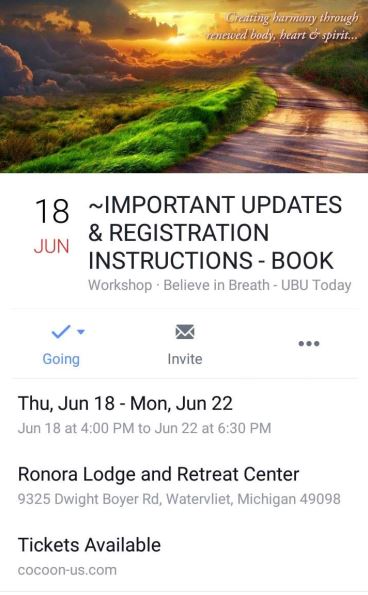 Creating harmony through
renewed body, heart & spirit...
18
JUN
~IMPORTANT UPDATES
& REGISTRATION
INSTRUCTIONS - BOOK
Workshop · Believe in Breath - UBU Today
Going
Invite
Thu, Jun 18 - Mon, Jun 22
Jun 18 at 4:00 PM to Jun 22 at 6:30 PM
Ronora Lodge and Retreat Center
9325 Dwight Boyer Rd, Watervliet, Michigan 49098
Tickets Available
cocoon-us.com